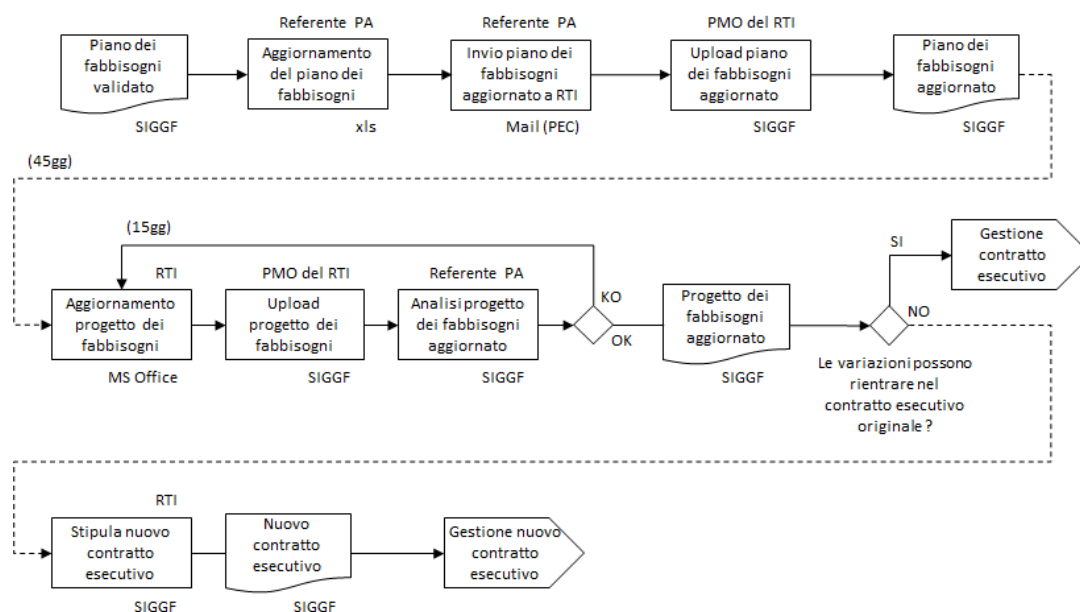 Referente PA
Referente PA
PMO del RTI
Piano dei
fabbisogni
validato
Aggiornamento
del piano dei
fabbisogni
Invio piano dei
fabbisogni
aggiornato a RTI
Upload piano
dei fabbisogni
aggiornato
Piano dei
fabbisogni
aggiornato
SIGGF
xls
Mail (PEC)
SIGGF
SIGGF
(45gg)
(15gg)
RTI
PMO del RTI
Referente PA
Aggiornamento
progetto dei
fabbisogni
Upload
progetto dei
fabbisogni
Analisi progetto
dei fabbisogni
aggiornato
KO
OK
Progetto dei
fabbisogni
aggiornato
SI
NO
Gestione
contratto
esecutivo
MS Office
SIGGF
SIGGF
SIGGF
Le variazioni possono
rientrare nel
contratto esecutivo
originale ?
RTI
Stipula nuovo
contratto
esecutivo
Nuovo
contratto
esecutivo
Gestione nuovo
contratto
esecutivo
SIGGF
SIGGF